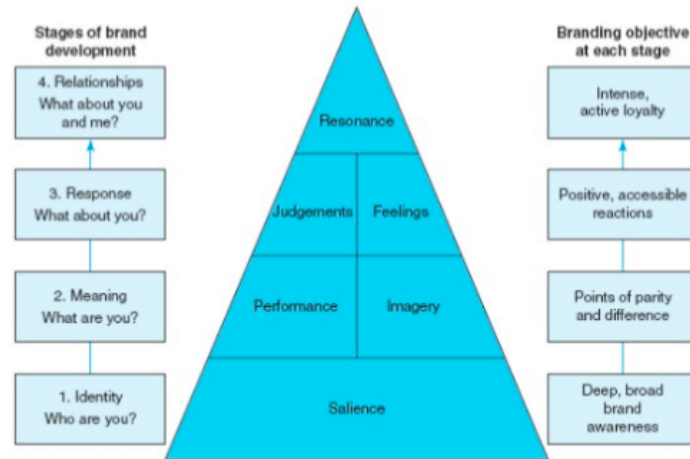 Stages of brand
development
4. Relationships
What about you
and me?
3. Response
What about you?
2. Meaning
What are you?
1. Identity
Who are you?
Resonance
Judgements
Feelings
Performance
Imagery
Salience
Branding objective
at each stage
Intense,
active loyalty
Positive, accessible
reactions
Points of parity
and difference
Deep, broad
brand
awareness